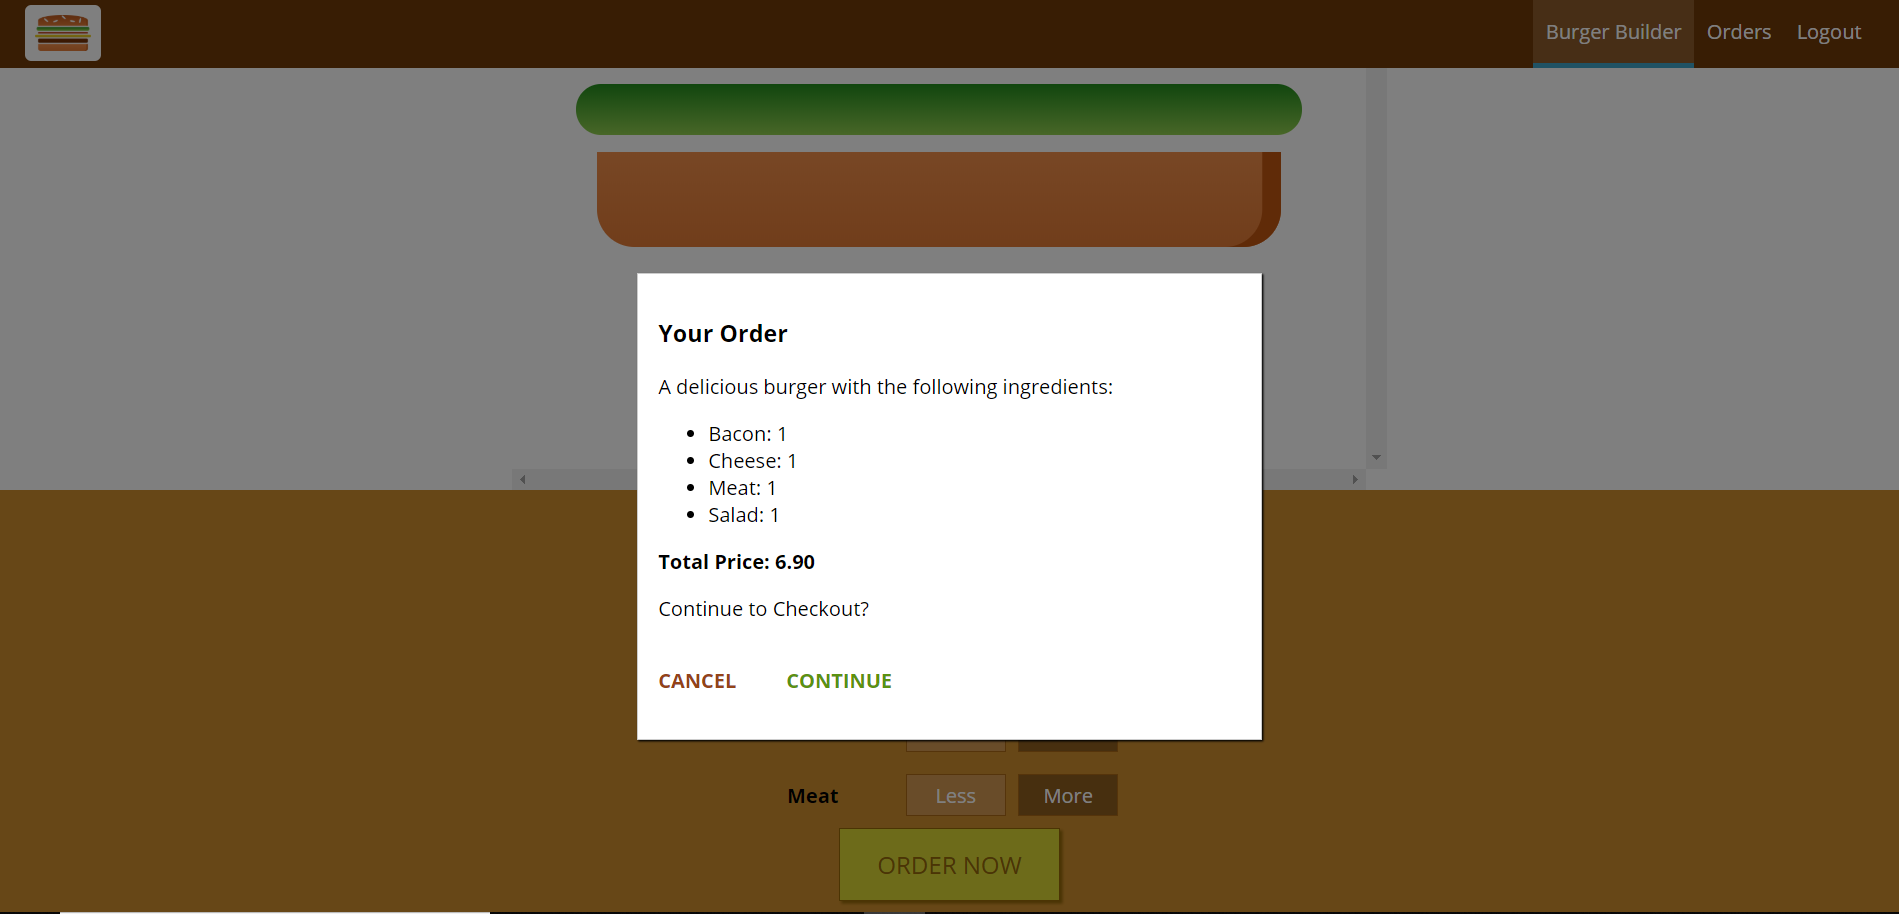 Burger Builder Orders Logout
Your Order
A delicious burger with the following ingredients:
Bacon: 1
Cheese: 1
Meat: 1
Salad: 1
Total Price: 6.90
Continue to Checkout?
CANCEL CONTINUE
Meat Less More
ORDER NOW